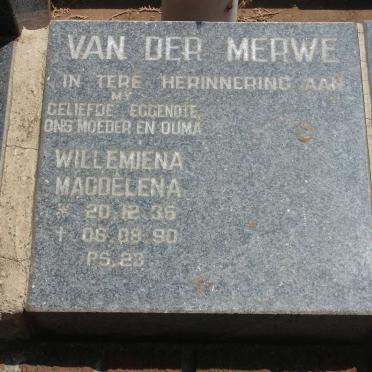 VAN DER MERWE
IN TERE HERINNERING AAN
MY
GELIEFDE EGGENOTE,
ONS MOEDER EN OUMA
WILLEMIENA
MAGDELENA
* 20.12.35
† 06.08.90
PS. 23